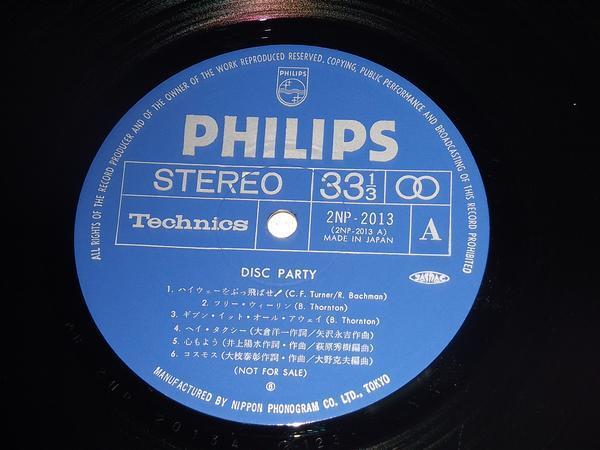 ALL RIGHTS OF THE RECORD PRODUCER AND OF THE OWNER OF THE WORK REPRODUCED RESERVED. COPYING, PUBLIC PERFORMANCE AND BROADCASTING OF THIS RECORD PROHIBITED
PHILIPS
PHILIPS
STEREO 33 1/3
Technics 2NP-2013 A
(2NP-2013 A)
MADE IN JAPAN
DISC PARTY
1. ハイウェーをぶっ飛ばせ! (C. F. Turner/R. Bachman)
2. フリー・ウィーリン (B. Thornton)
3. ギブン・イット・オール・アウェイ (B. Thornton)
4. ヘイ・タクシー (大倉洋一作詞/矢沢永吉作曲)
5. 心もよう (井上陽水作詞・作曲/萩原秀樹編曲)
6. コスモス (大枝泰彰作詞・作曲/大野克夫編曲)
(NOT FOR SALE)
MANUFACTURED BY NIPPON PHONOGRAM CO. LTD., TOKYO